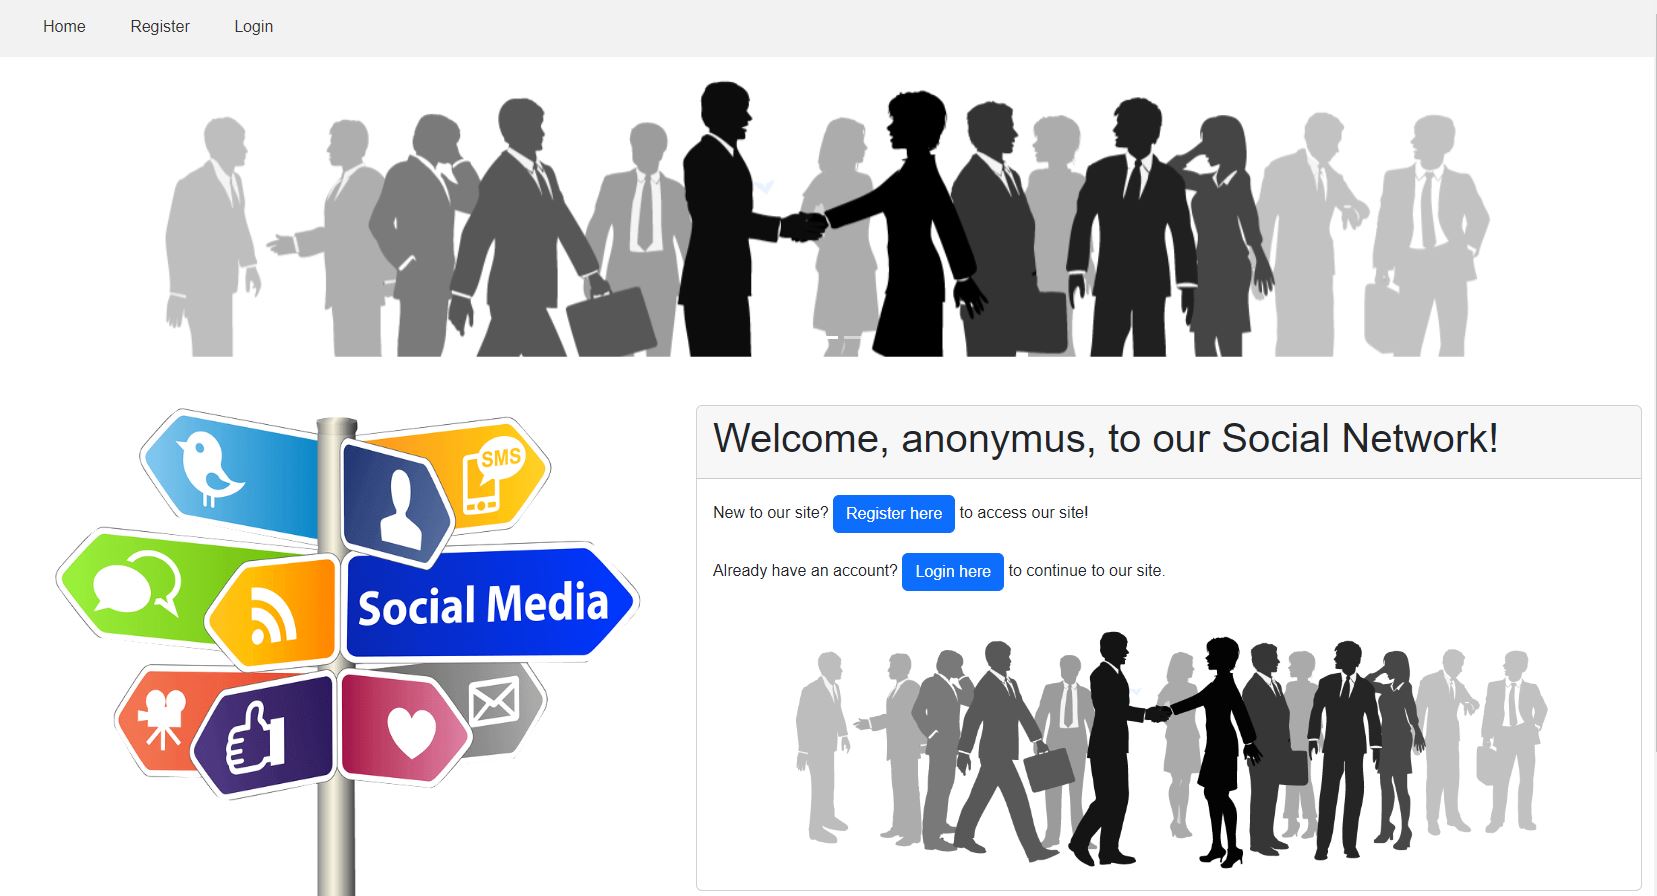 Home Register Login
SMS
Social Media
Welcome, anonymus, to our Social Network!
New to our site? Register here to access our site!
Already have an account? Login here to continue to our site.